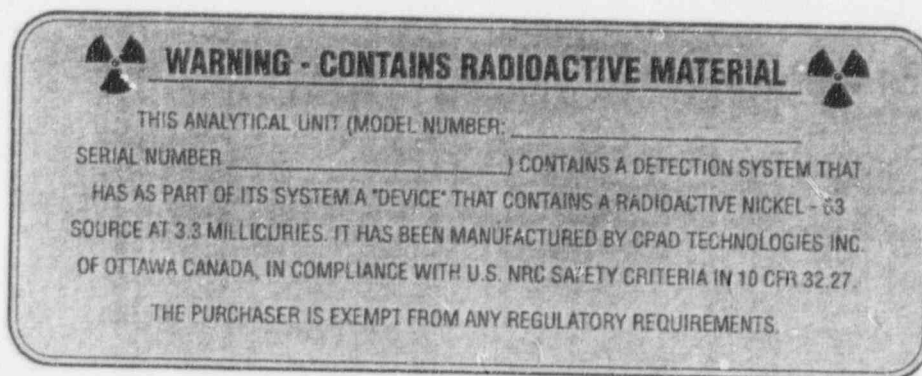 WARNING - CONTAINS RADIOACTIVE MATERIAL
THIS ANALYTICAL UNIT (MODEL NUMBER: ____________________
SERIAL NUMBER ____________________) CONTAINS A DETECTION SYSTEM THAT
HAS AS PART OF ITS SYSTEM A "DEVICE" THAT CONTAINS A RADIOACTIVE NICKEL - 63
SOURCE AT 3.3 MILLICURIES. IT HAS BEEN MANUFACTURED BY CPAD TECHNOLOGIES INC.
OF OTTAWA CANADA, IN COMPLIANCE WITH U.S. NRC SAFETY CRITERIA IN 10 CFR 32.27.
THE PURCHASER IS EXEMPT FROM ANY REGULATORY REQUIREMENTS.